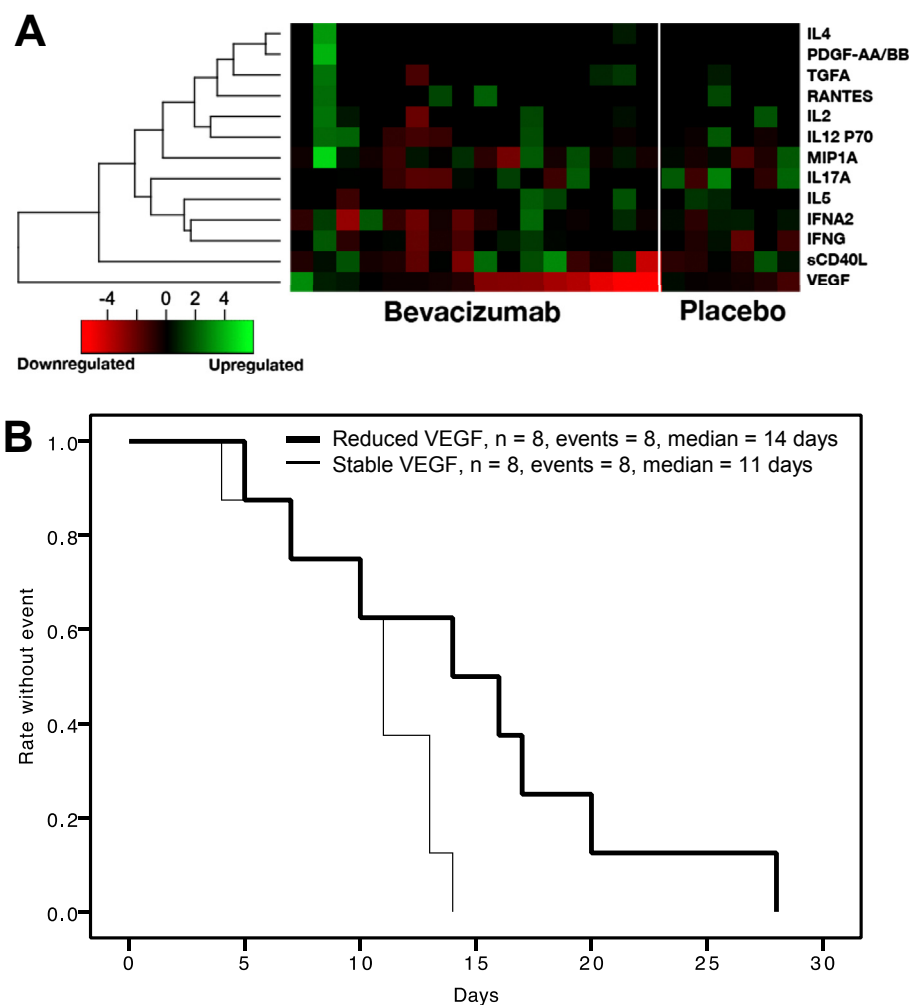 A
IL4
PDGF-AA/BB
TGFA
RANTES
IL2
IL12 P70
MIP1A
IL17A
IL5
IFNA2
IFNG
sCD40L
VEGF
-4 0 2 4
Downregulated Upregulated
Bevacizumab Placebo
B
Reduced VEGF, n = 8, events = 8, median = 14 days
Stable VEGF, n = 8, events = 8, median = 11 days
Rate without event
1.0
0.8
0.6
0.4
0.2
0.0
0 5 10 15 20 25 30
Days